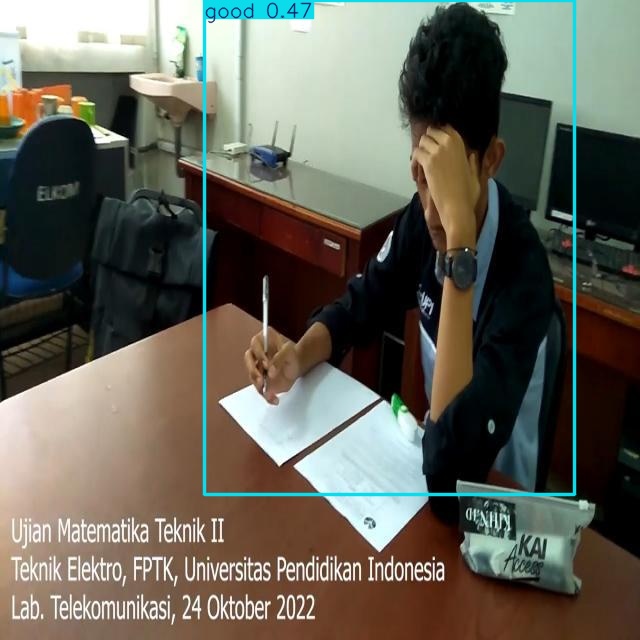 good 0.47
ELKOM
UPI
KAI
Access
Ujian Matematika Teknik II
Teknik Elektro, FPTK, Universitas Pendidikan Indonesia
Lab. Telekomunikasi, 24 Oktober 2022